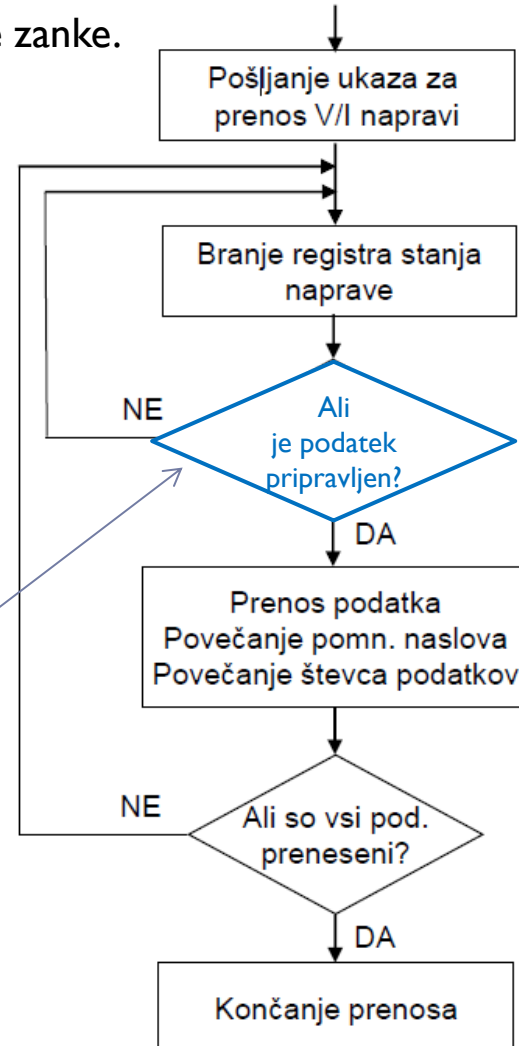 e zanke.
Pošljanje ukaza za
prenos V/I napravi
Branje registra stanja
naprave
NE
Ali
je podatek
pripravljen?
DA
Prenos podatka
Povečanje pomn. naslova
Povečanje števca podatkov
NE
Ali so vsi pod.
preneseni?
DA
Končanje prenosa